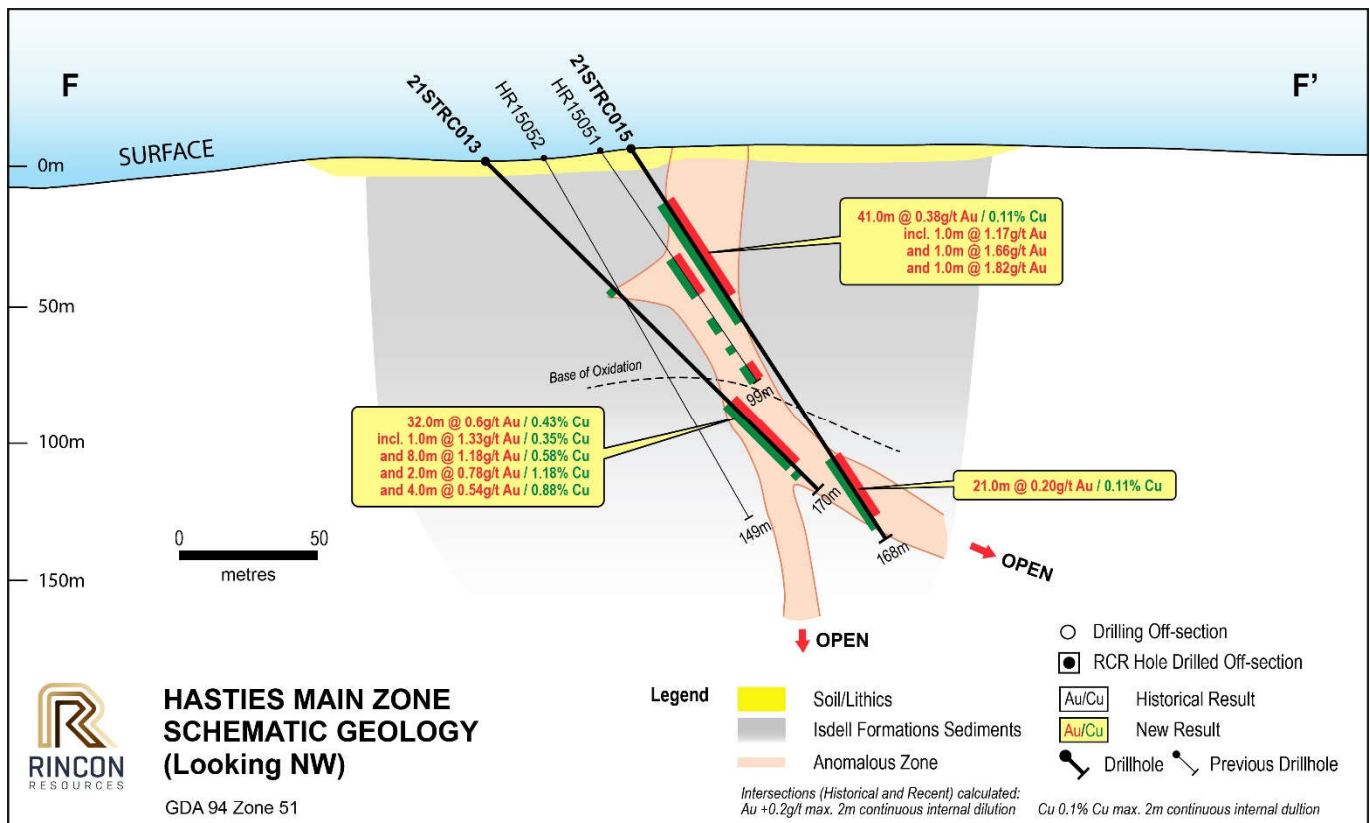 F
F'
21STRC013
HR15052
HR15051
21STRC015
SURFACE
0m
50m
100m
150m
41.0m @ 0.38g/t Au / 0.11% Cu
incl. 1.0m @ 1.17g/t Au
and 1.0m @ 1.66g/t Au
and 1.0m @ 1.82g/t Au
Base of Oxidation
99m
32.0m @ 0.6g/t Au / 0.43% Cu
incl. 1.0m @ 1.33g/t Au / 0.35% Cu
and 8.0m @ 1.18g/t Au / 0.58% Cu
and 2.0m @ 0.78g/t Au / 1.18% Cu
and 4.0m @ 0.54g/t Au / 0.88% Cu
21.0m @ 0.20g/t Au / 0.11% Cu
170m
149m
168m
OPEN
OPEN
0 50
metres
RINCON
RESOURCES
HASTIES MAIN ZONE
SCHEMATIC GEOLOGY
(Looking NW)
GDA 94 Zone 51
Legend
Soil/Lithics
Isdell Formations Sediments
Anomalous Zone
Drilling Off-section
RCR Hole Drilled Off-section
Au/Cu Historical Result
Au/Cu New Result
Drillhole Previous Drillhole
Intersections (Historical and Recent) calculated:
Au +0.2g/t max. 2m continuous internal dilution Cu 0.1% Cu max. 2m continuous internal dultion